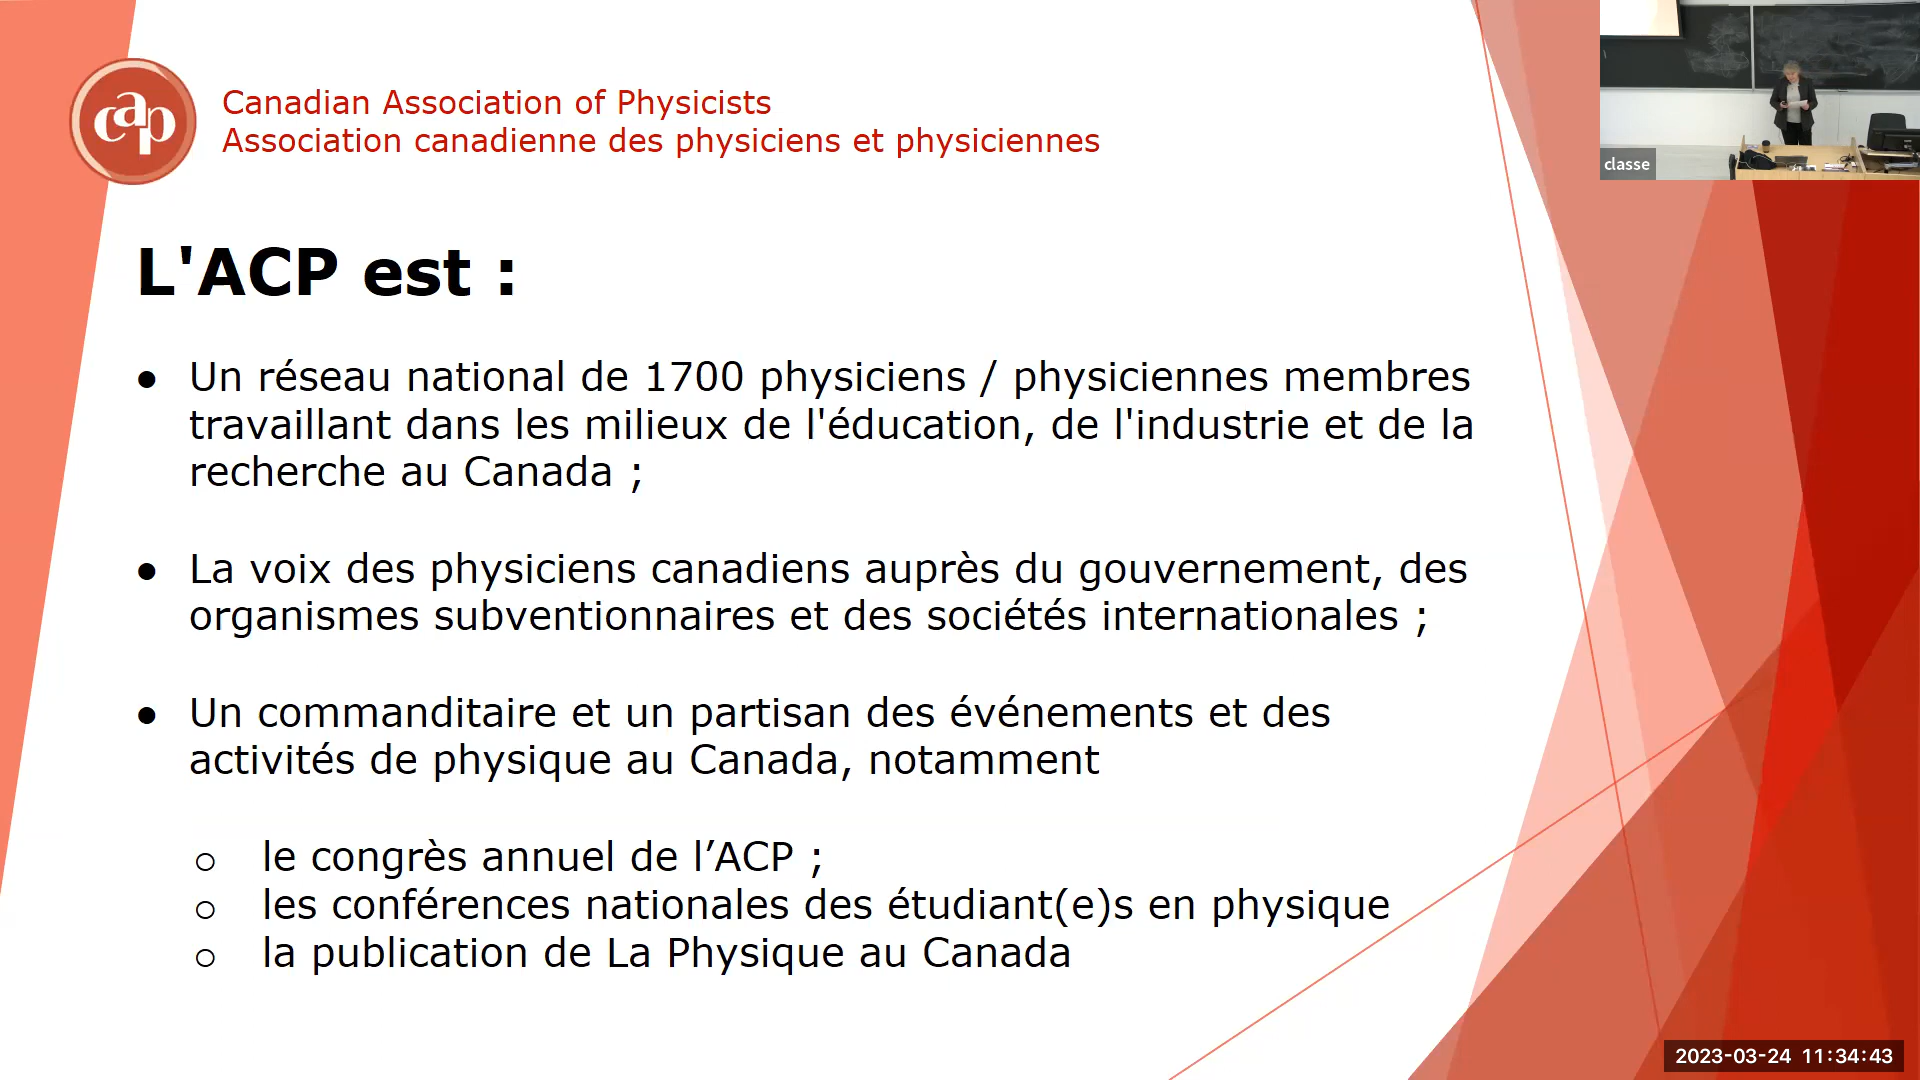 cap
Canadian Association of Physicists
Association canadienne des physiciens et physiciennes
classe
L'ACP est :
● Un réseau national de 1700 physiciens / physiciennes membres
travaillant dans les milieux de l'éducation, de l'industrie et de la
recherche au Canada ;
● La voix des physiciens canadiens auprès du gouvernement, des
organismes subventionnaires et des sociétés internationales ;
● Un commanditaire et un partisan des événements et des
activités de physique au Canada, notamment
○ le congrès annuel de l’ACP ;
○ les conférences nationales des étudiant(e)s en physique
○ la publication de La Physique au Canada
2023-03-24 11:34:43